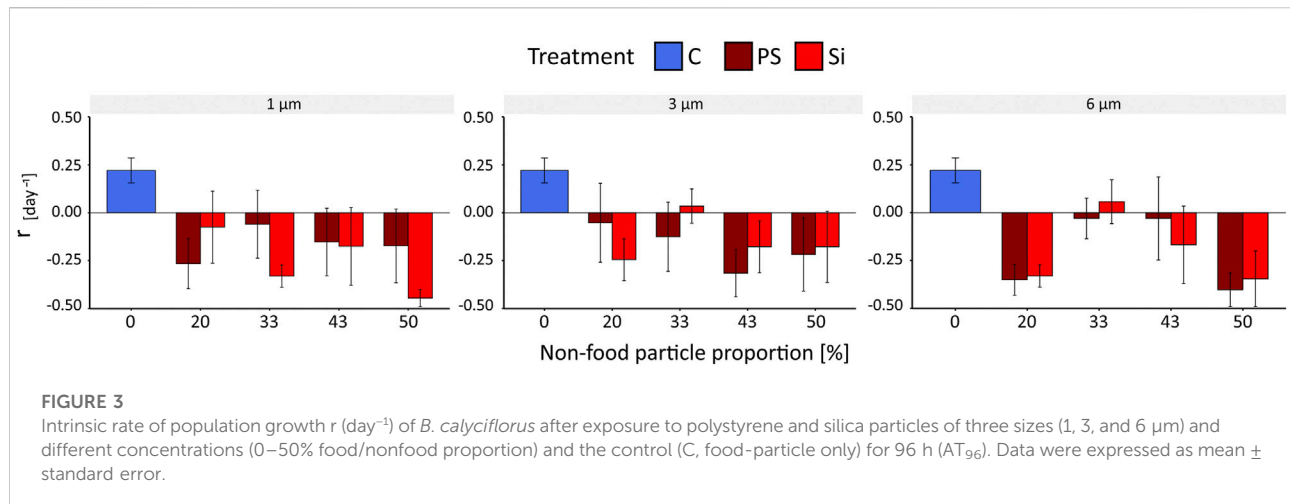 Treatment C PS Si
1 µm 3 µm 6 µm
0.50 0.50 0.50
0.25 0.25 0.25
0.00 0.00 0.00
-0.25 -0.25 -0.25
-0.50 -0.50 -0.50
r [day⁻¹]
0 20 33 43 50 0 20 33 43 50 0 20 33 43 50
Non-food particle proportion [%]
FIGURE 3
Intrinsic rate of population growth r (day⁻¹) of B. calyciflorus after exposure to polystyrene and silica particles of three sizes (1, 3, and 6 µm) and
different concentrations (0–50% food/nonfood proportion) and the control (C, food-particle only) for 96 h (AT₉₆). Data were expressed as mean ±
standard error.